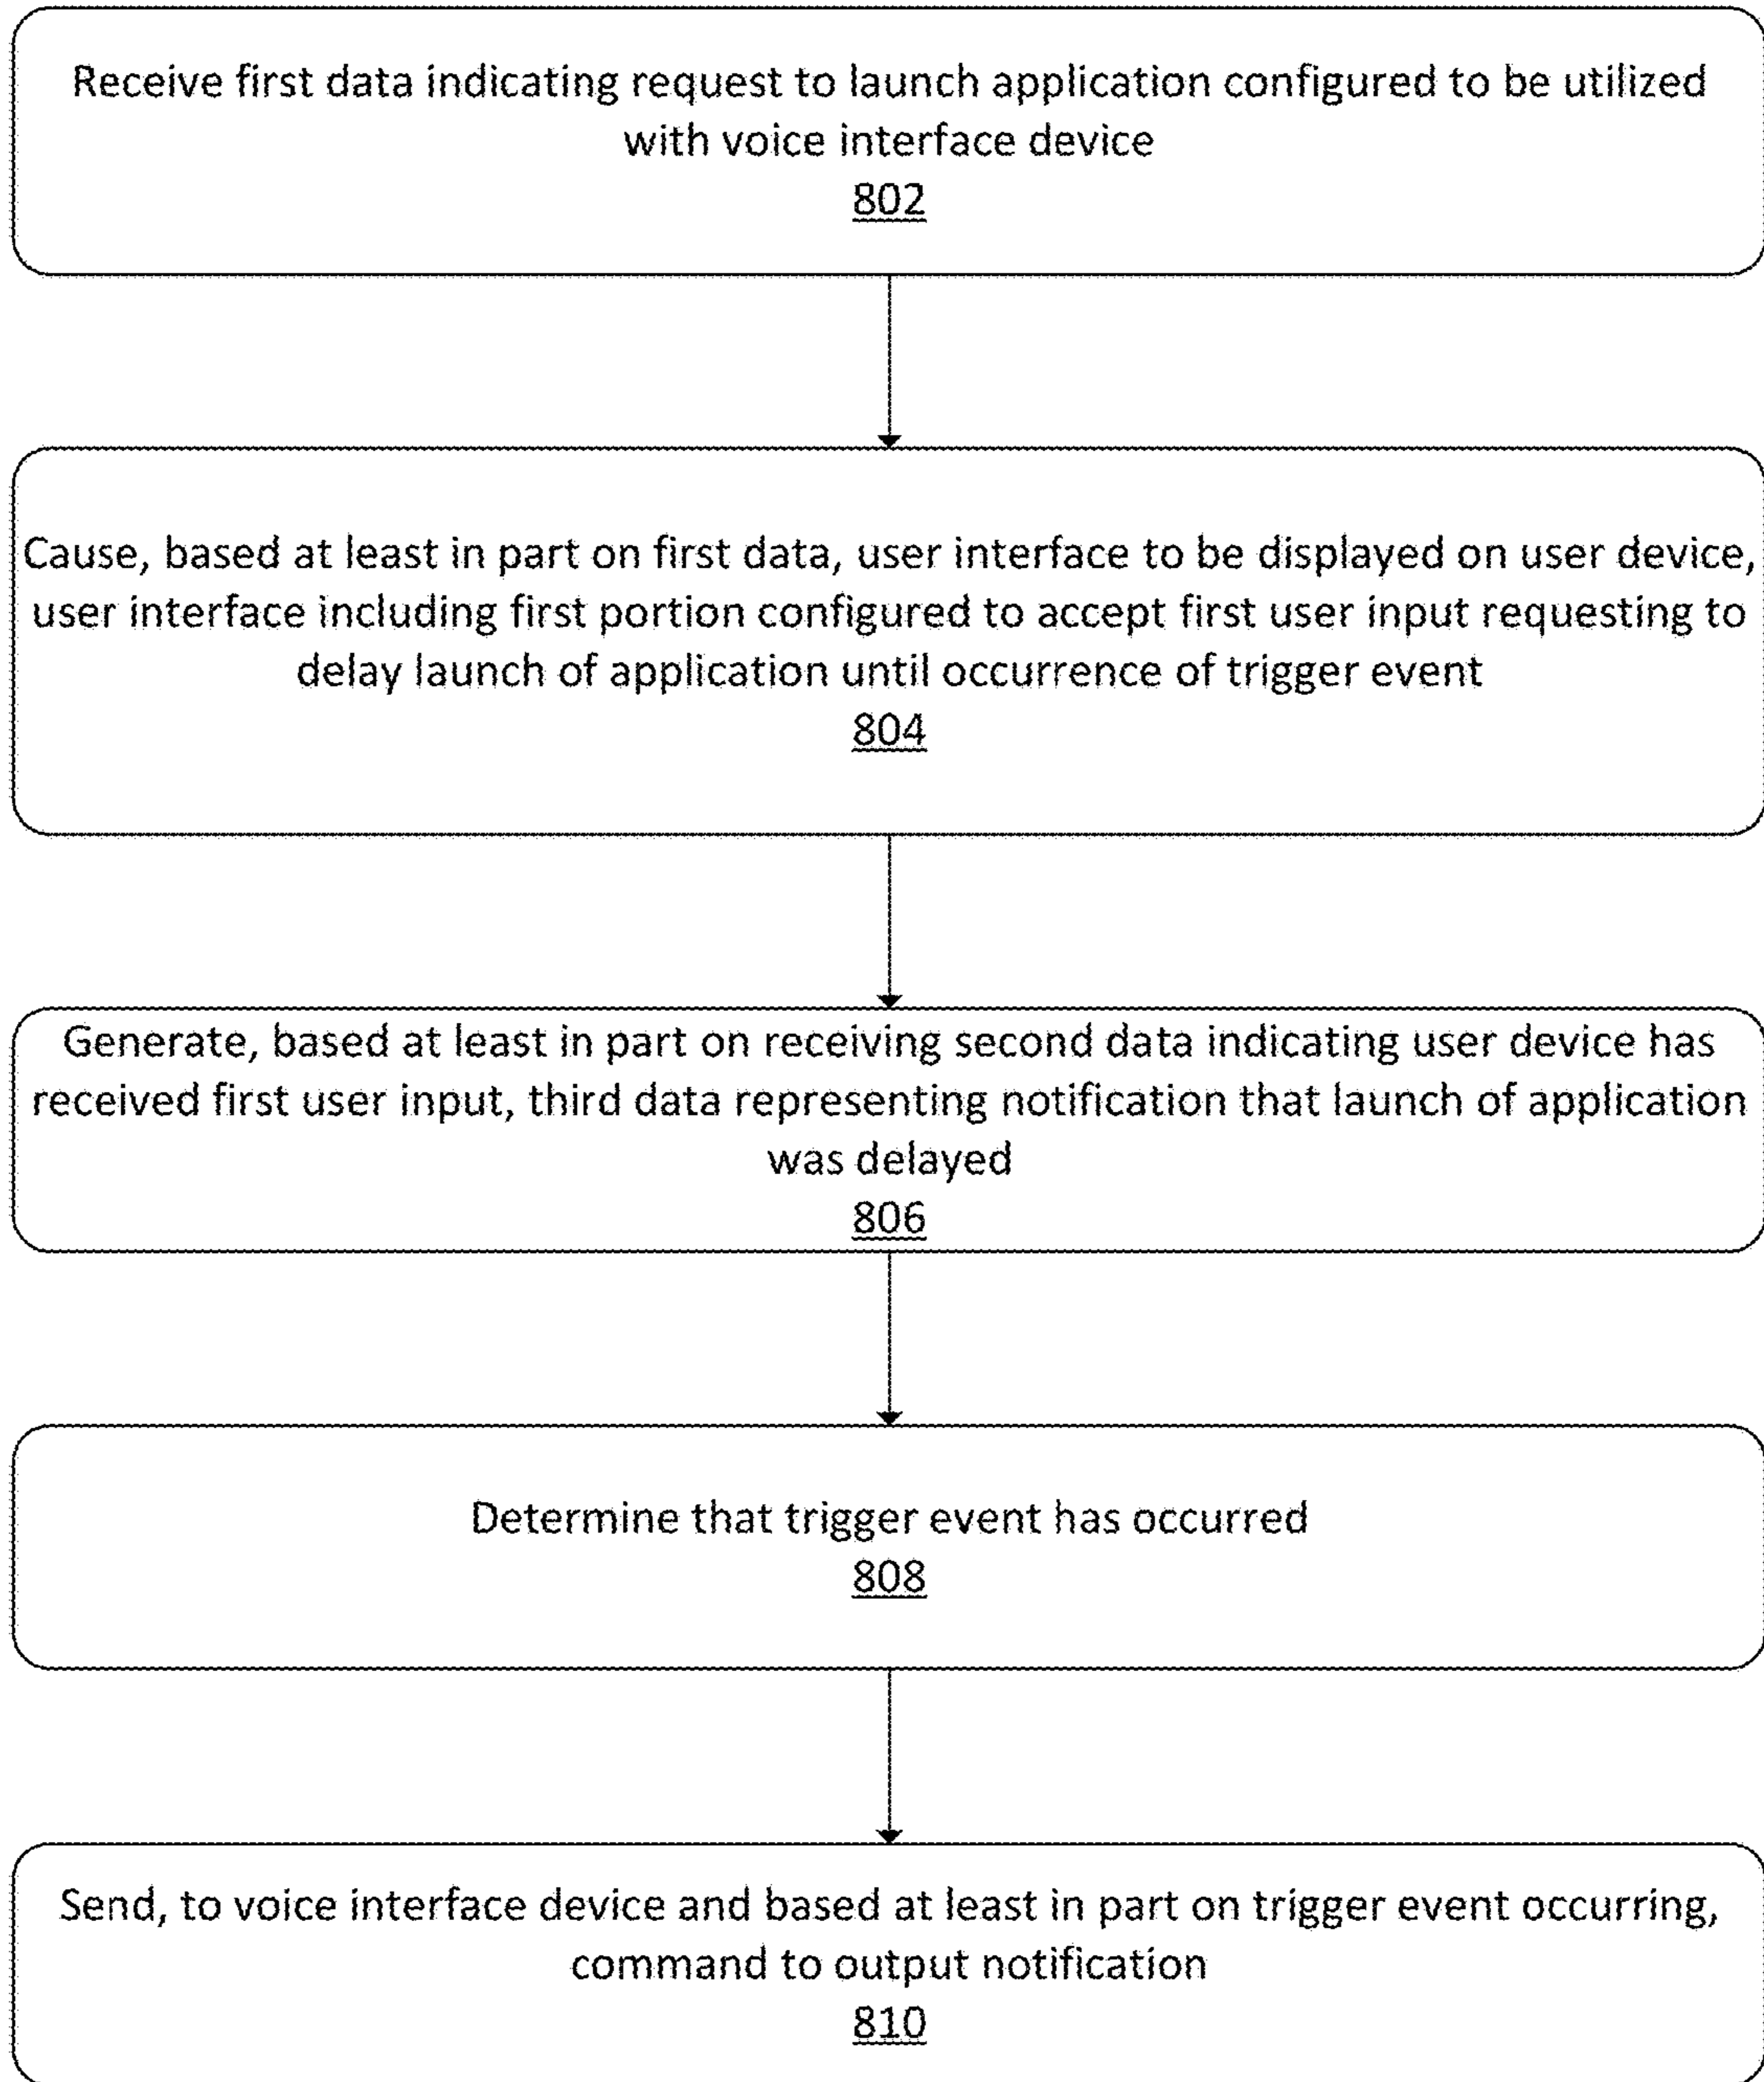 Receive first data indicating request to launch application configured to be utilized
with voice interface device
802
Cause, based at least in part on first data, user interface to be displayed on user device,
user interface including first portion configured to accept first user input requesting to
delay launch of application until occurrence of trigger event
804
Generate, based at least in part on receiving second data indicating user device has
received first user input, third data representing notification that launch of application
was delayed
806
Determine that trigger event has occurred
808
Send, to voice interface device and based at least in part on trigger event occurring,
command to output notification
810